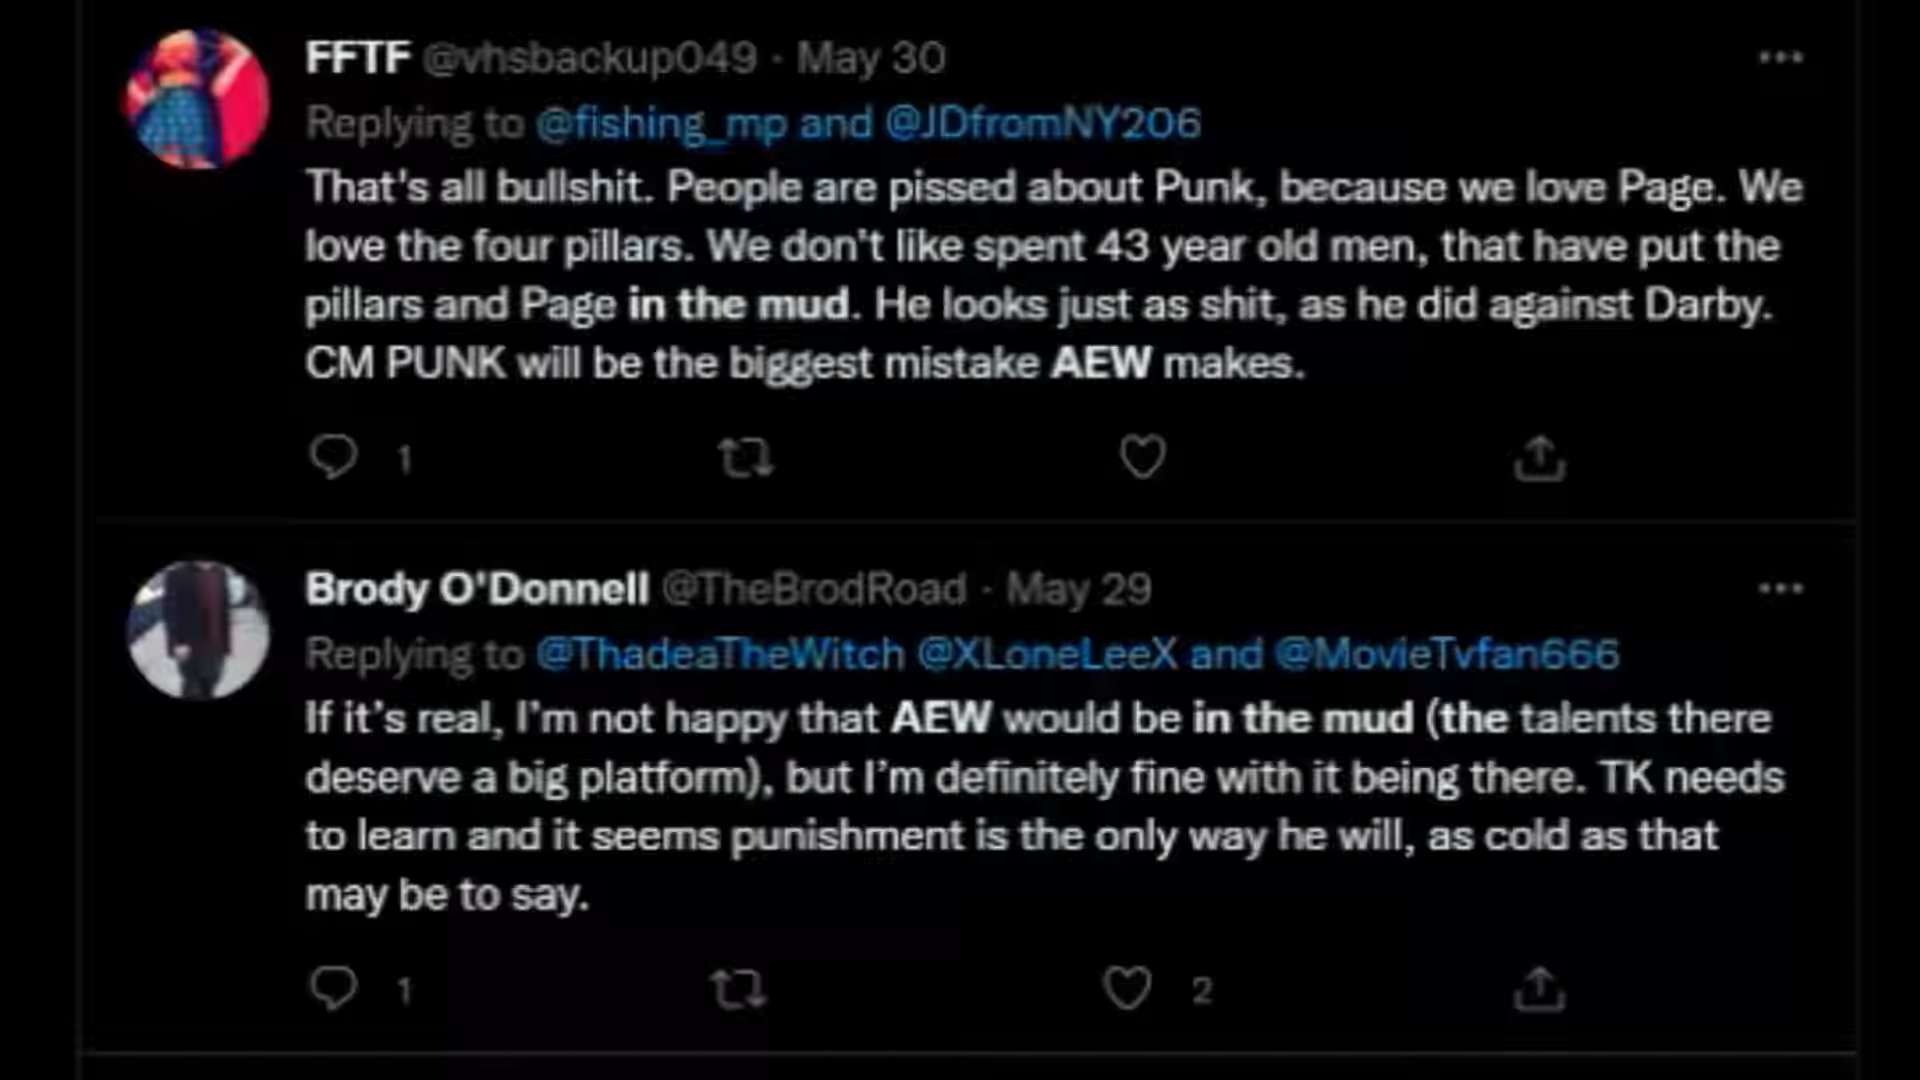 FFTF @vhsbackup049 · May 30
Replying to @fishing_mp and @JDfromNY206
That's all bullshit. People are pissed about Punk, because we love Page. We
love the four pillars. We don't like spent 43 year old men, that have put the
pillars and Page in the mud. He looks just as shit, as he did against Darby.
CM PUNK will be the biggest mistake AEW makes.
1
Brody O'Donnell @TheBrodRoad · May 29
Replying to @ThadeaTheWitch @XLoneLeeX and @MovieTvfan666
If it’s real, I’m not happy that AEW would be in the mud (the talents there
deserve a big platform), but I’m definitely fine with it being there. TK needs
to learn and it seems punishment is the only way he will, as cold as that
may be to say.
1 2